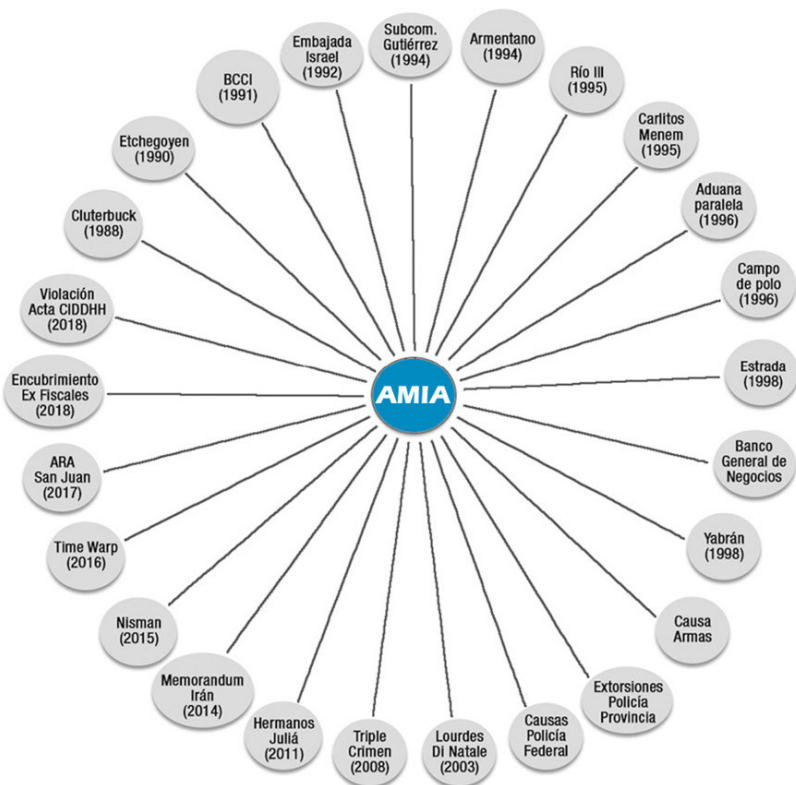 Subcom.
Gutiérrez
(1994)
Armentano
(1994)
Río III
(1995)
Carlitos
Menem
(1995)
Aduana
paralela
(1996)
Campo
de polo
(1996)
Estrada
(1998)
Banco
General de
Negocios
Yabrán
(1998)
Causa
Armas
Extorsiones
Policía
Provincia
Causas
Policía
Federal
Lourdes
Di Natale
(2003)
Triple
Crimen
(2008)
Hermanos
Juliá
(2011)
Memorandum
Irán
(2014)
Nisman
(2015)
Time Warp
(2016)
ARA
San Juan
(2017)
Encubrimiento
Ex Fiscales
(2018)
Violación
Acta CIDDHH
(2018)
Cluterbuck
(1988)
Etchegoyen
(1990)
BCCI
(1991)
Embajada
Israel
(1992)
AMIA